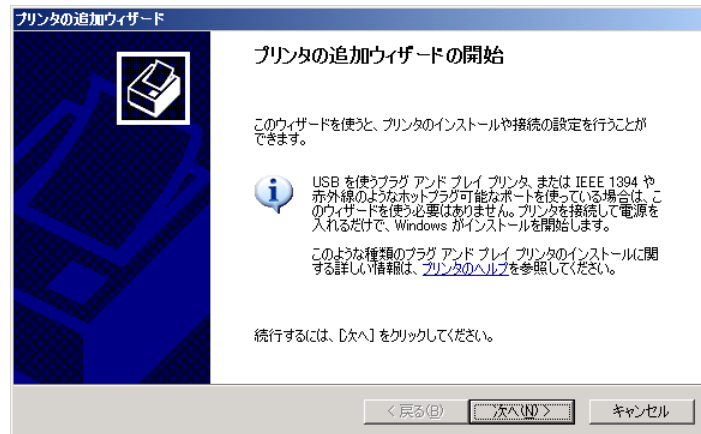 プリンタの追加ウィザード
プリンタの追加ウィザードの開始
このウィザードを使うと、プリンタのインストールや接続の設定を行うことが
できます。
USB を使うプラグ アンド プレイ プリンタ、または IEEE 1394 や
赤外線のようなホットプラグ可能なポートを使っている場合は、こ
のウィザードを使う必要はありません。プリンタを接続して電源を
入れるだけで、Windows がインストールを開始します。
このような種類のプラグ アンド プレイ プリンタのインストールに関
する詳しい情報は、プリンタのヘルプを参照してください。
続行するには、[次へ] をクリックしてください。
< 戻る(B)
次へ(N) >
キャンセル